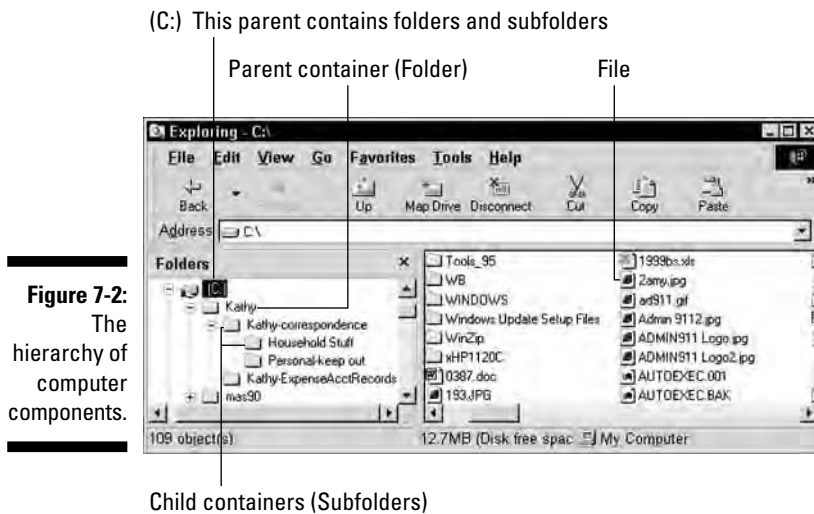 (C:) This parent contains folders and subfolders
Parent container (Folder)
File
Exploring - C:\
File Edit View Go Favorites Tools Help
Back
Up
Map Drive
Disconnect
Cut
Copy
Paste
Address C:\
Folders
(C:)
Kathy
Kathy-correspondence
Household Stuff
Personal-keep out
Kathy-ExpenseAcctRecords
mas90
Tools_95
WB
WINDOWS
Windows Update Setup Files
WinZip
xHP1120C
0387.doc
193.JPG
1999bs.xls
2amy.jpg
ad911.gif
Admin 9112.jpg
ADMIN911 Logo.jpg
ADMIN911 Logo2.jpg
AUTOEXEC.001
AUTOEXEC.BAK
109 object(s)
12.7MB (Disk free spac
My Computer
Figure 7-2:
The
hierarchy of
computer
components.
Child containers (Subfolders)